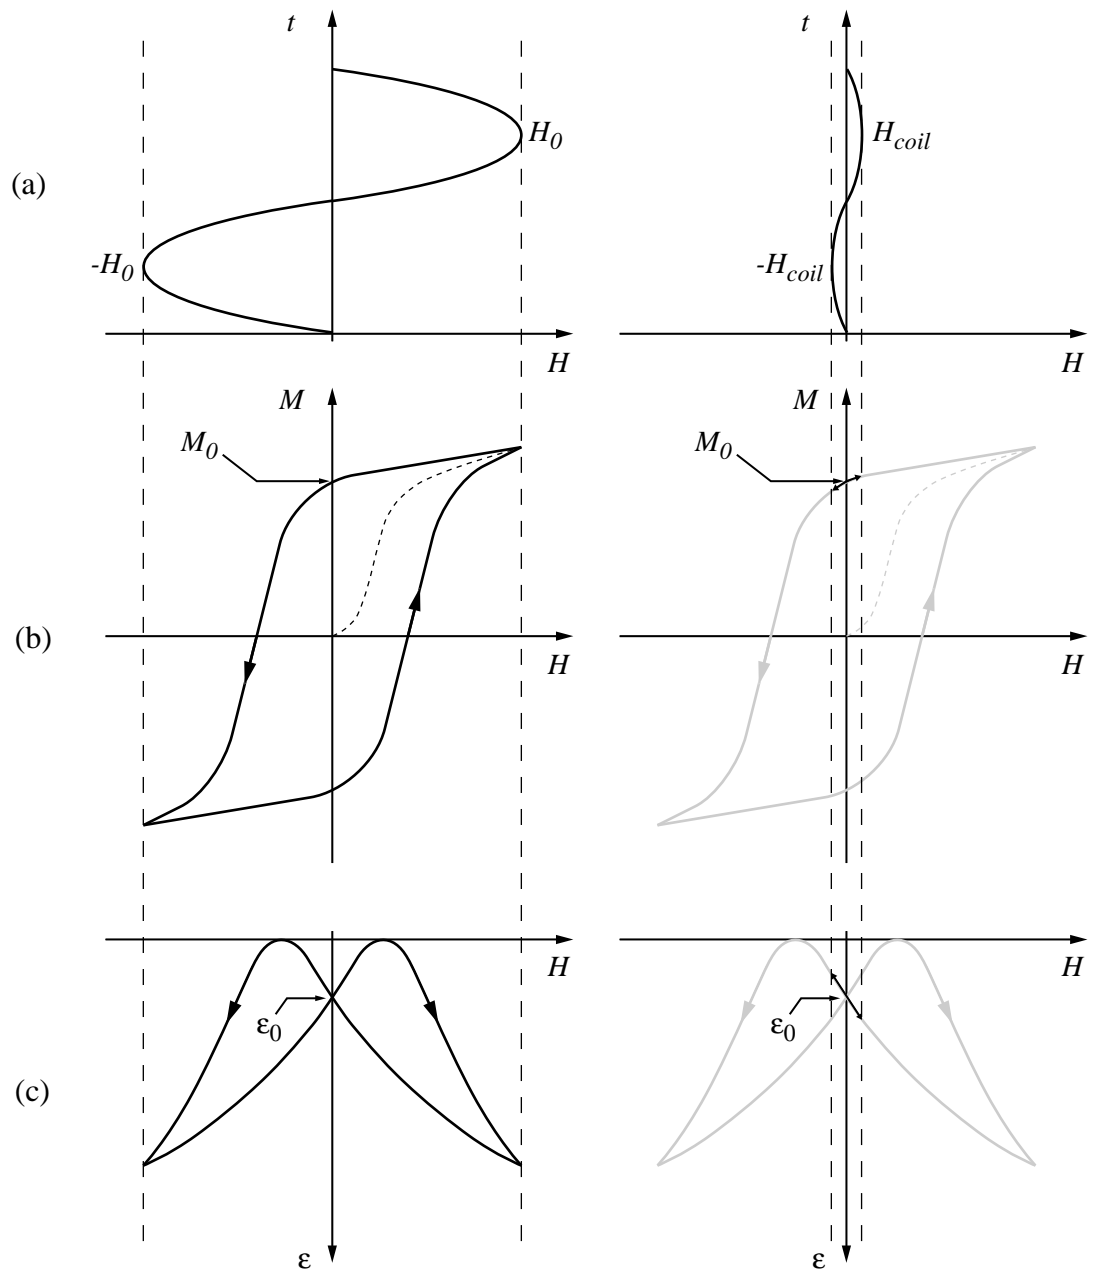 t t
H0 Hcoil
(a)
-H0 -Hcoil
H H
M M
M0 M0
(b)
H H
H H
ε0 ε0
(c)
ε ε